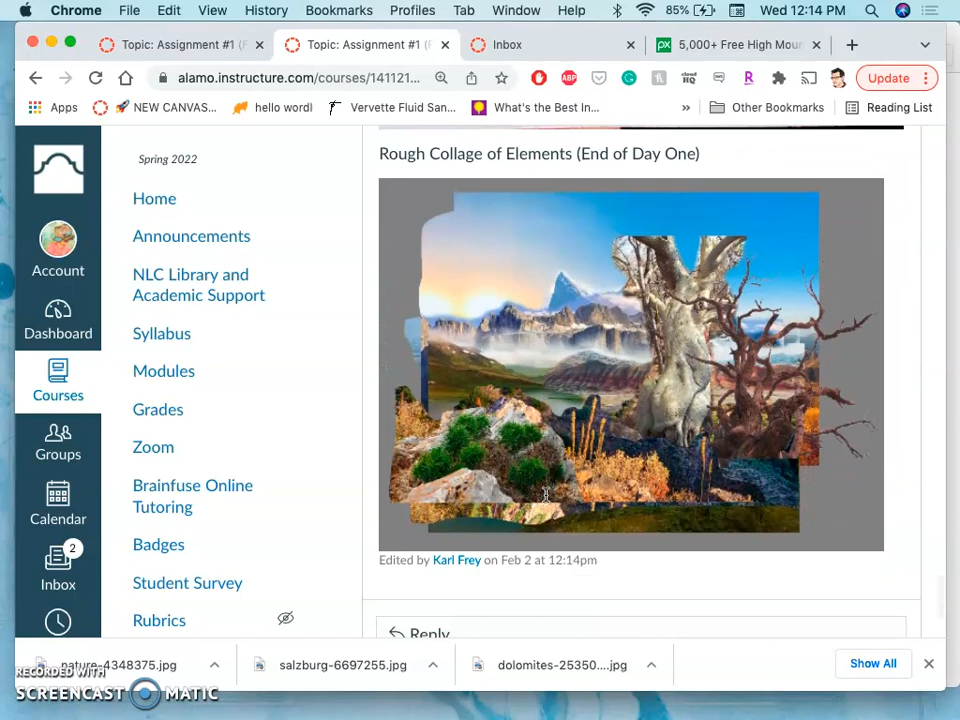 Chrome File Edit View History Bookmarks Profiles Tab Window Help 85% Wed 12:14 PM
Topic: Assignment #1 (F Topic: Assignment #1 (F Inbox 5,000+ Free High Mour
alamo.instructure.com/courses/141121... ABP cloud HQ Update
Apps NEW CANVAS... hello wordl Vervette Fluid San... What's the Best In... Other Bookmarks Reading List
Account
Dashboard
Courses
Groups
Calendar
2
Inbox
Spring 2022
Home
Announcements
NLC Library and
Academic Support
Syllabus
Modules
Grades
Zoom
Brainfuse Online
Tutoring
Badges
Student Survey
Rubrics
Rough Collage of Elements (End of Day One)
Edited by Karl Frey on Feb 2 at 12:14pm
Reply
nature-4348375.jpg salzburg-6697255.jpg dolomites-25350....jpg Show All
RECORDED WITH
SCREENCAST MATIC